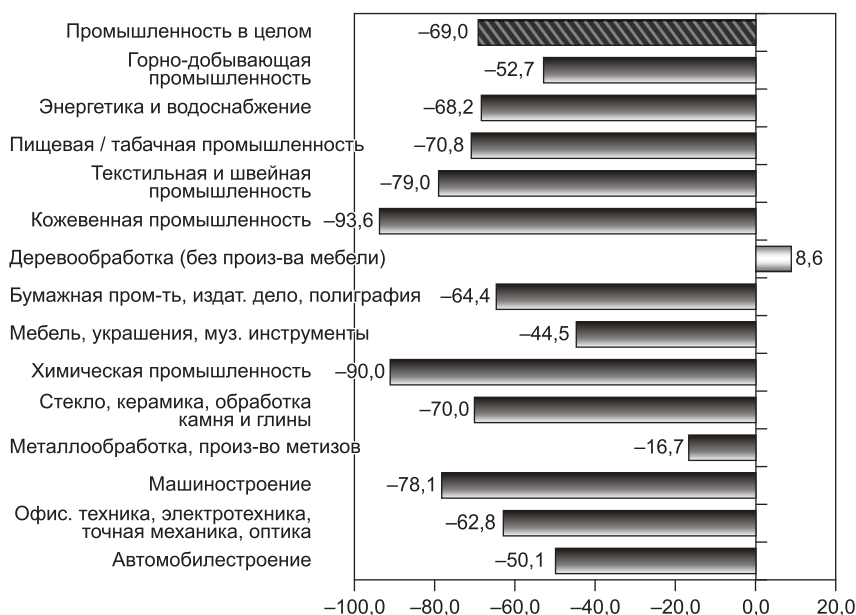 Промышленность в целом –69,0
Горно-добывающая
промышленность –52,7
Энергетика и водоснабжение –68,2
Пищевая / табачная промышленность –70,8
Текстильная и швейная
промышленность –79,0
Кожевенная промышленность –93,6
Деревообработка (без произ-ва мебели) 8,6
Бумажная пром-ть, издат. дело, полиграфия –64,4
Мебель, украшения, муз. инструменты –44,5
Химическая промышленность –90,0
Стекло, керамика, обработка
камня и глины –70,0
Металлообработка, произ-во метизов –16,7
Машиностроение –78,1
Офис. техника, электротехника,
точная механика, оптика –62,8
Автомобилестроение –50,1
–100,0 –80,0 –60,0 –40,0 –20,0 0,0 20,0